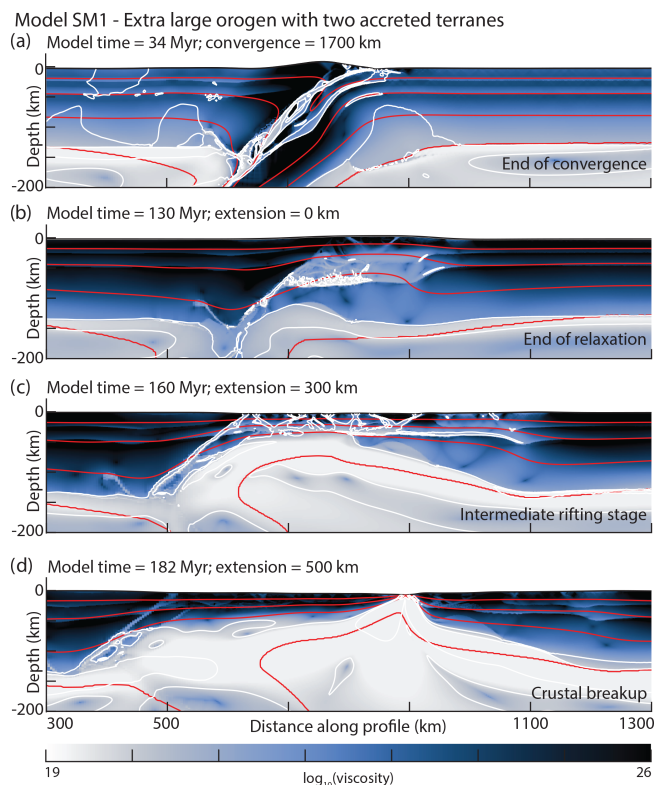 Model SM1 - Extra large orogen with two accreted terranes
(a) Model time = 34 Myr; convergence = 1700 km
0
Depth (km)
-200
End of convergence
(b) Model time = 130 Myr; extension = 0 km
0
Depth (km)
-200
End of relaxation
(c) Model time = 160 Myr; extension = 300 km
0
Depth (km)
-200
Intermediate rifting stage
(d) Model time = 182 Myr; extension = 500 km
0
Depth (km)
-200
Crustal breakup
300 500 Distance along profile (km) 1100 1300
19 26
log₁₀(viscosity)